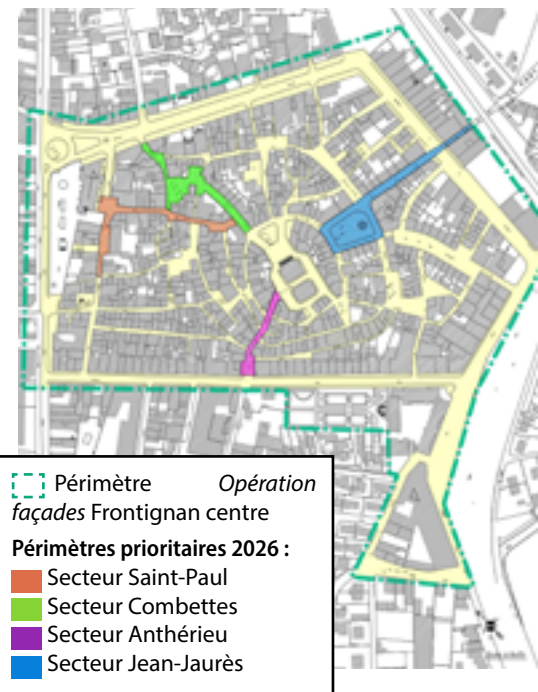 Périmètre Opération
façades Frontignan centre
Périmètres prioritaires 2026 :
Secteur Saint-Paul
Secteur Combettes
Secteur Anthérieu
Secteur Jean-Jaurès